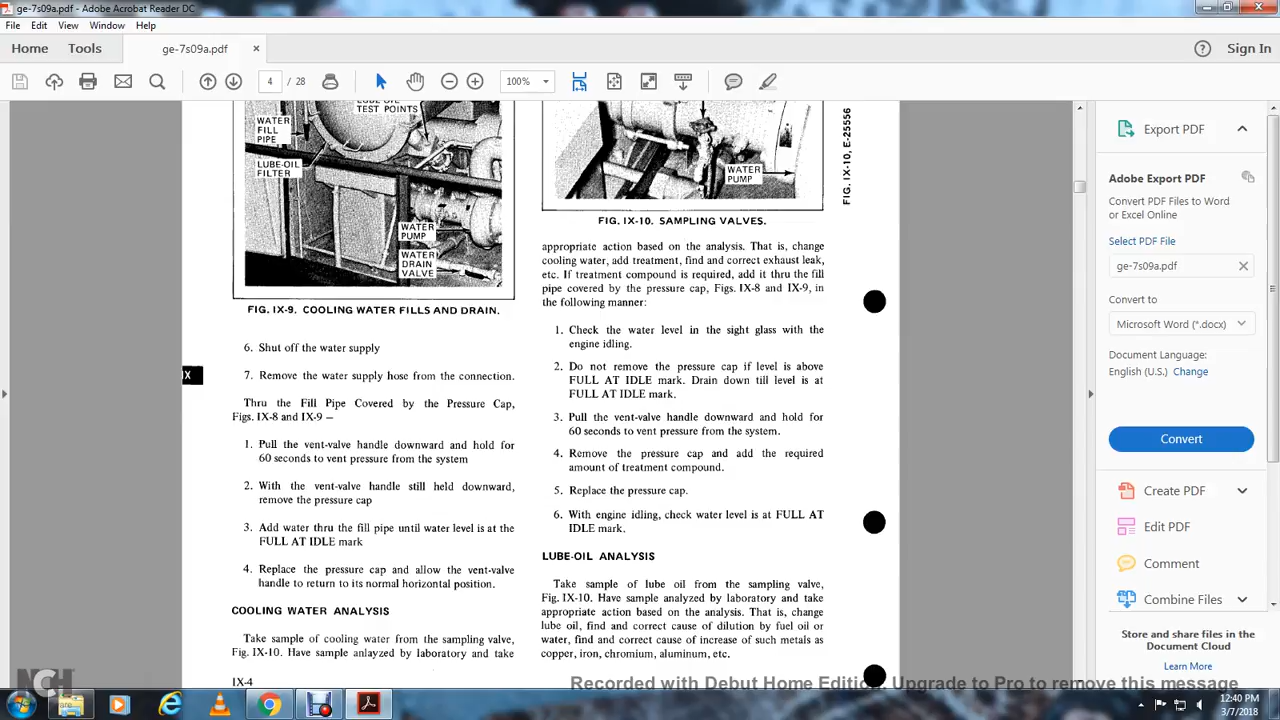 ge-7s09a.pdf - Adobe Acrobat Reader DC
File Edit View Window Help
Home Tools ge-7s09a.pdf × Sign In
4 / 28 100%
LUBE OIL
TEST POINTS
WATER
FILL
PIPE
LUBE-OIL
FILTER
WATER
PUMP
WATER
DRAIN
VALVE
FIG. IX-9. COOLING WATER FILLS AND DRAIN.
6. Shut off the water supply
IX
7. Remove the water supply hose from the connection.
Thru the Fill Pipe Covered by the Pressure Cap,
Figs. IX-8 and IX-9 –
1. Pull the vent-valve handle downward and hold for
60 seconds to vent pressure from the system
2. With the vent-valve handle still held downward,
remove the pressure cap
3. Add water thru the fill pipe until water level is at the
FULL AT IDLE mark
4. Replace the pressure cap and allow the vent-valve
handle to return to its normal horizontal position.
COOLING WATER ANALYSIS
Take sample of cooling water from the sampling valve,
Fig. IX-10. Have sample anlayzed by laboratory and take
IX-4
WATER
PUMP
FIG. IX-10, E-25556
FIG. IX-10. SAMPLING VALVES.
appropriate action based on the analysis. That is, change
cooling water, add treatment, find and correct exhaust leak,
etc. If treatment compound is required, add it thru the fill
pipe covered by the pressure cap, Figs. IX-8 and IX-9, in
the following manner:
1. Check the water level in the sight glass with the
engine idling.
2. Do not remove the pressure cap if level is above
FULL AT IDLE mark. Drain down till level is at
FULL AT IDLE mark.
3. Pull the vent-valve handle downward and hold for
60 seconds to vent pressure from the system.
4. Remove the pressure cap and add the required
amount of treatment compound.
5. Replace the pressure cap.
6. With engine idling, check water level is at FULL AT
IDLE mark.
LUBE-OIL ANALYSIS
Take sample of lube oil from the sampling valve,
Fig. IX-10. Have sample analyzed by laboratory and take
appropriate action based on the analysis. That is, change
lube oil, find and correct cause of dilution by fuel oil or
water, find and correct cause of increase of such metals as
copper, iron, chromium, aluminum, etc.
Export PDF
Adobe Export PDF
Convert PDF Files to Word
or Excel Online
Select PDF File
ge-7s09a.pdf
Convert to
Microsoft Word (*.docx)
Document Language:
English (U.S.) Change
Convert
Create PDF
Edit PDF
Comment
Combine Files
Store and share files in the
Document Cloud
Learn More
NCH
Recorded with Debut Home Edition. Upgrade to Pro to remove this message
12:40 PM
3/7/2018